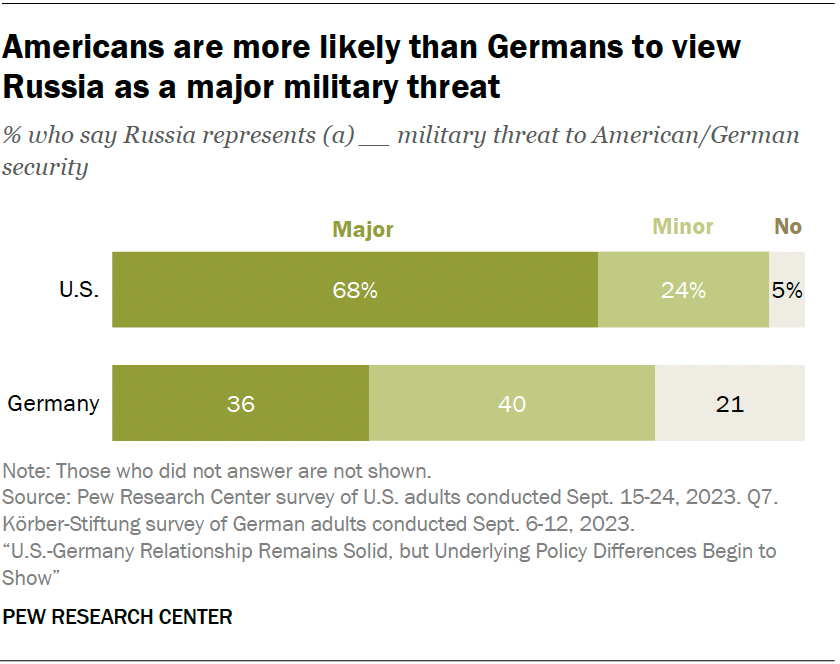 Americans are more likely than Germans to view
Russia as a major military threat
% who say Russia represents (a) __ military threat to American/German
security
Major Minor No
U.S. 68% 24% 5%
Germany 36 40 21
Note: Those who did not answer are not shown.
Source: Pew Research Center survey of U.S. adults conducted Sept. 15-24, 2023. Q7.
Körber-Stiftung survey of German adults conducted Sept. 6-12, 2023.
“U.S.-Germany Relationship Remains Solid, but Underlying Policy Differences Begin to
Show”
PEW RESEARCH CENTER